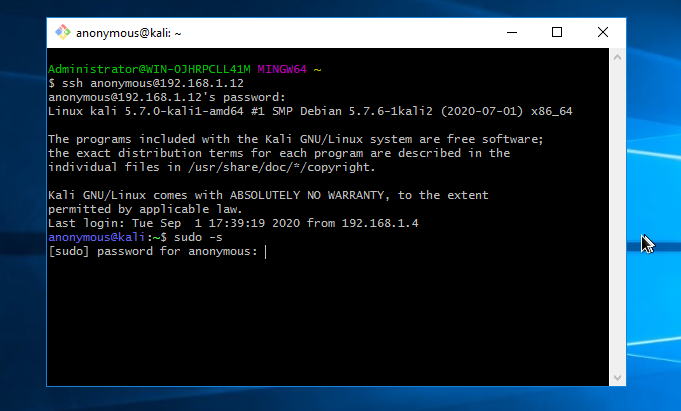 anonymous@kali: ~
Administrator@WIN-OJHRPCLL41M MINGW64 ~
$ ssh anonymous@192.168.1.12
anonymous@192.168.1.12's password:
Linux kali 5.7.0-kali1-amd64 #1 SMP Debian 5.7.6-1kali2 (2020-07-01) x86_64
The programs included with the Kali GNU/Linux system are free software;
the exact distribution terms for each program are described in the
individual files in /usr/share/doc/*/copyright.
Kali GNU/Linux comes with ABSOLUTELY NO WARRANTY, to the extent
permitted by applicable law.
Last login: Tue Sep  1 17:39:19 2020 from 192.168.1.4
anonymous@kali:~$ sudo -s
[sudo] password for anonymous: